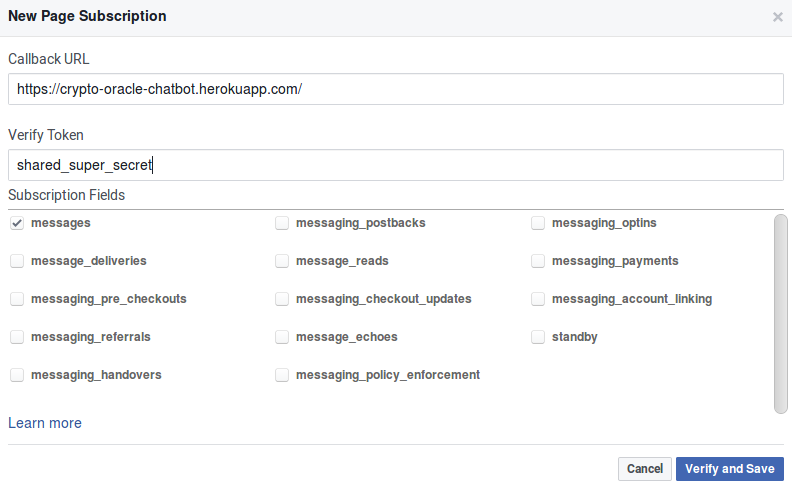 New Page Subscription
Callback URL
https://crypto-oracle-chatbot.herokuapp.com/
Verify Token
shared_super_secret
Subscription Fields
messages messaging_postbacks messaging_optins
message_deliveries message_reads messaging_payments
messaging_pre_checkouts messaging_checkout_updates messaging_account_linking
messaging_referrals message_echoes standby
messaging_handovers messaging_policy_enforcement
Learn more
Cancel Verify and Save